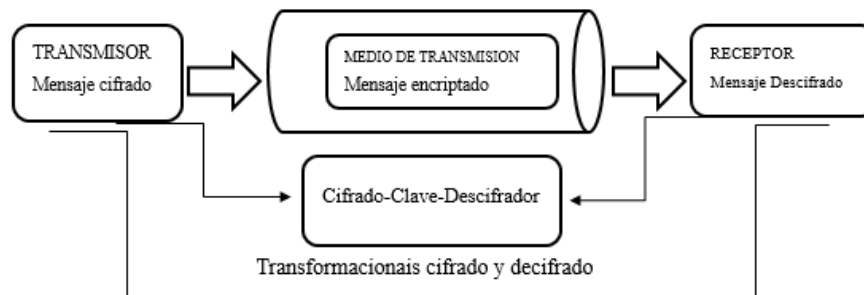 TRANSMISOR
Mensaje cifrado
MEDIO DE TRANSMISION
Mensaje encriptado
RECEPTOR
Mensaje Descifrado
Cifrado-Clave-Descifrador
Transformacionais cifrado y decifrado